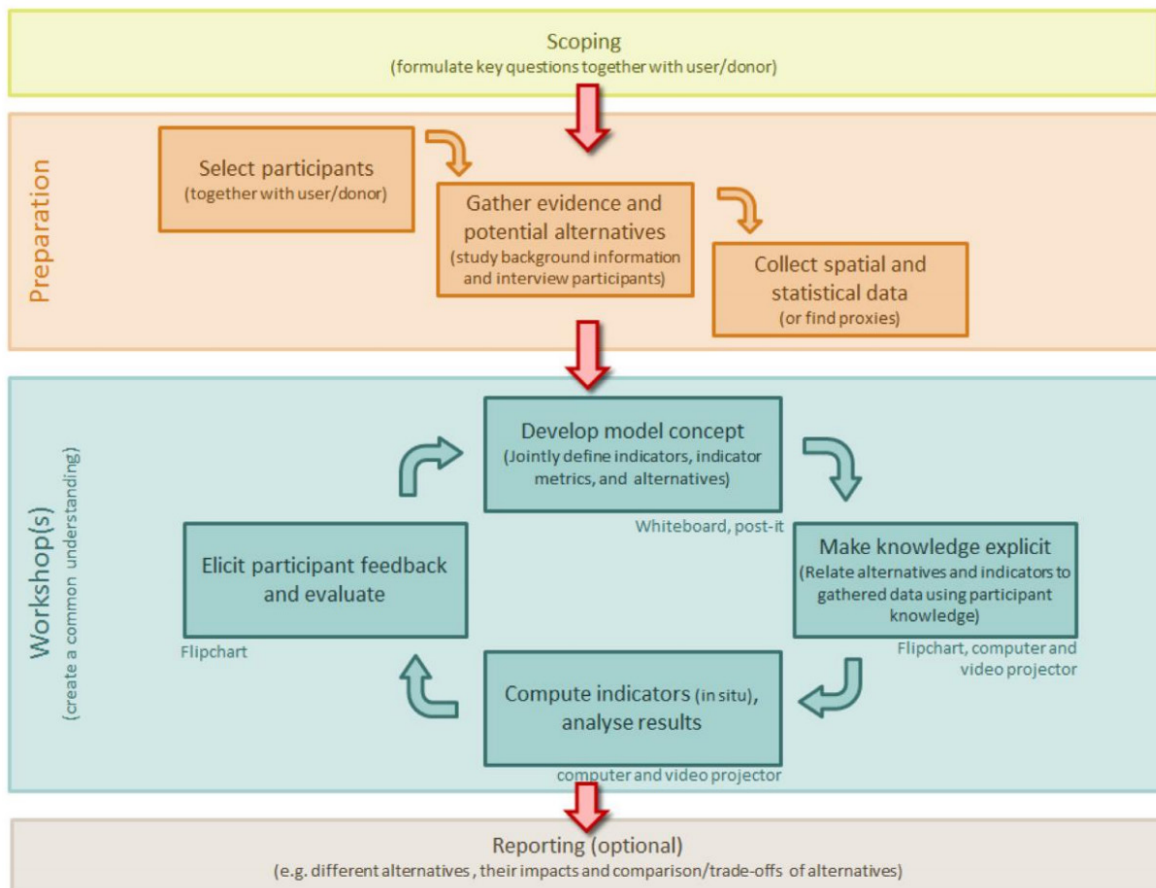 Scoping
(formulate key questions together with user/donor)
Preparation
Select participants
(together with user/donor)
Gather evidence and
potential alternatives
(study background information
and interview participants)
Collect spatial and
statistical data
(or find proxies)
Workshop(s)
(create a common understanding)
Develop model concept
(Jointly define indicators, indicator
metrics, and alternatives)
Whiteboard, post-it
Make knowledge explicit
(Relate alternatives and indicators to
gathered data using participant
knowledge)
Flipchart, computer and
video projector
Compute indicators (in situ),
analyse results
computer and video projector
Elicit participant feedback
and evaluate
Flipchart
Reporting (optional)
(e.g. different alternatives , their impacts and comparison/trade-offs of alternatives)